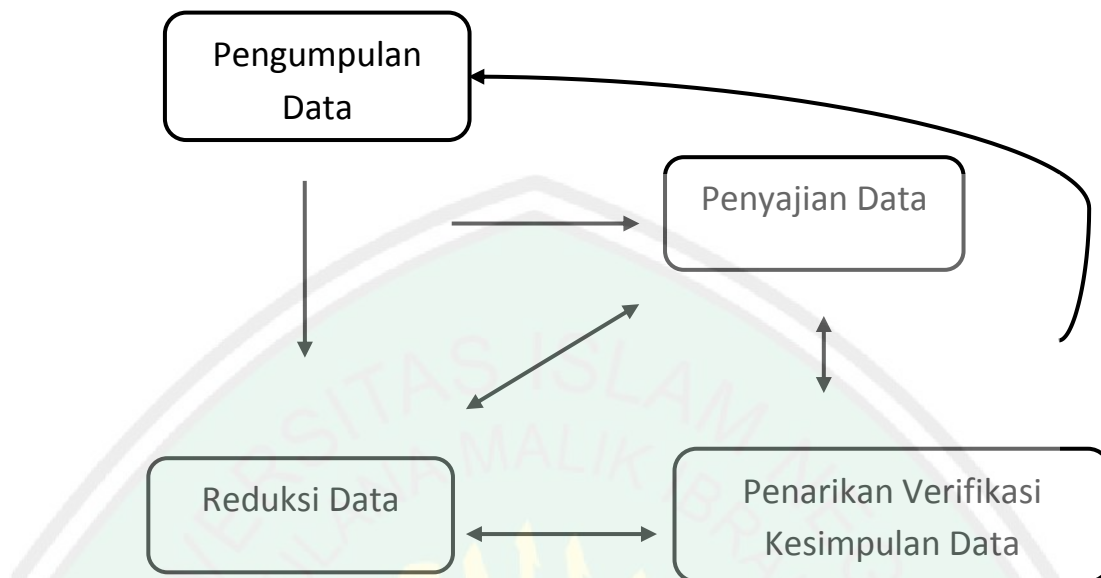 Pengumpulan
Data
Penyajian Data
Reduksi Data
Penarikan Verifikasi
Kesimpulan Data